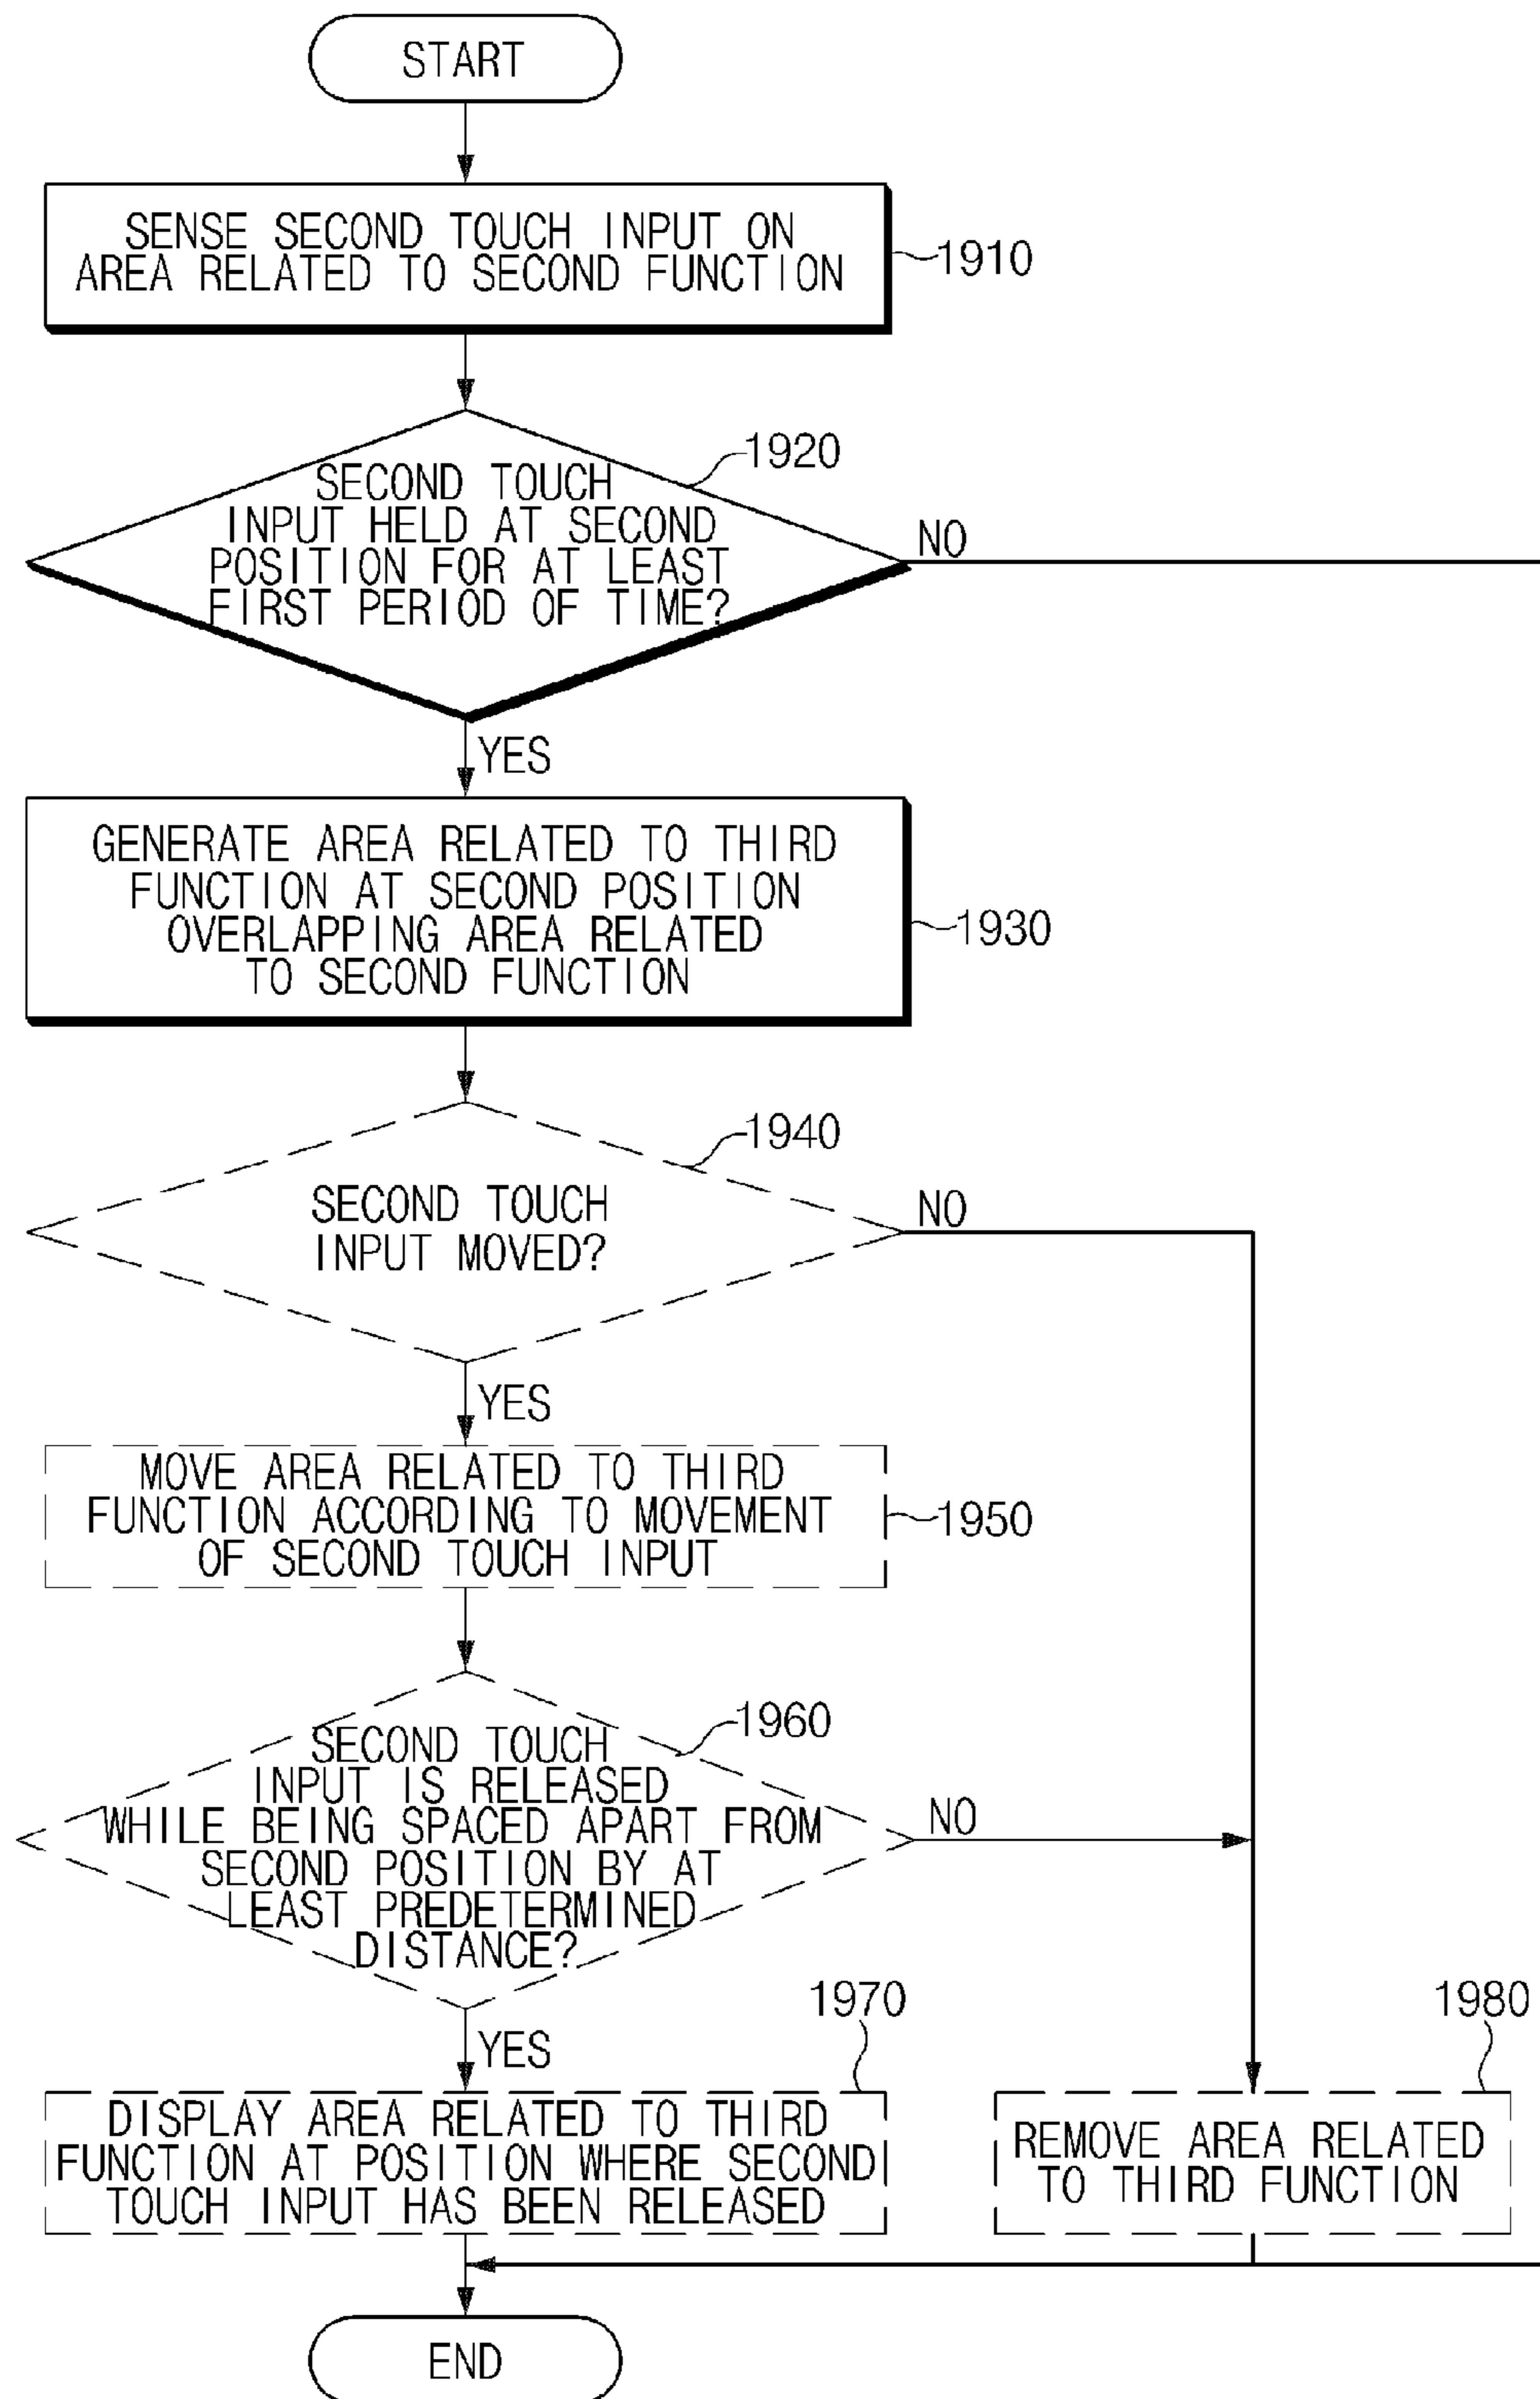 START
SENSE SECOND TOUCH INPUT ON
AREA RELATED TO SECOND FUNCTION
1910
1920
SECOND TOUCH
INPUT HELD AT SECOND
POSITION FOR AT LEAST
FIRST PERIOD OF TIME?
NO
YES
GENERATE AREA RELATED TO THIRD
FUNCTION AT SECOND POSITION
OVERLAPPING AREA RELATED
TO SECOND FUNCTION
1930
1940
SECOND TOUCH
INPUT MOVED?
NO
YES
MOVE AREA RELATED TO THIRD
FUNCTION ACCORDING TO MOVEMENT
OF SECOND TOUCH INPUT
1950
1960
SECOND TOUCH
INPUT IS RELEASED
WHILE BEING SPACED APART FROM
SECOND POSITION BY AT
LEAST PREDETERMINED
DISTANCE?
NO
YES
1970
DISPLAY AREA RELATED TO THIRD
FUNCTION AT POSITION WHERE SECOND
TOUCH INPUT HAS BEEN RELEASED
1980
REMOVE AREA RELATED
TO THIRD FUNCTION
END